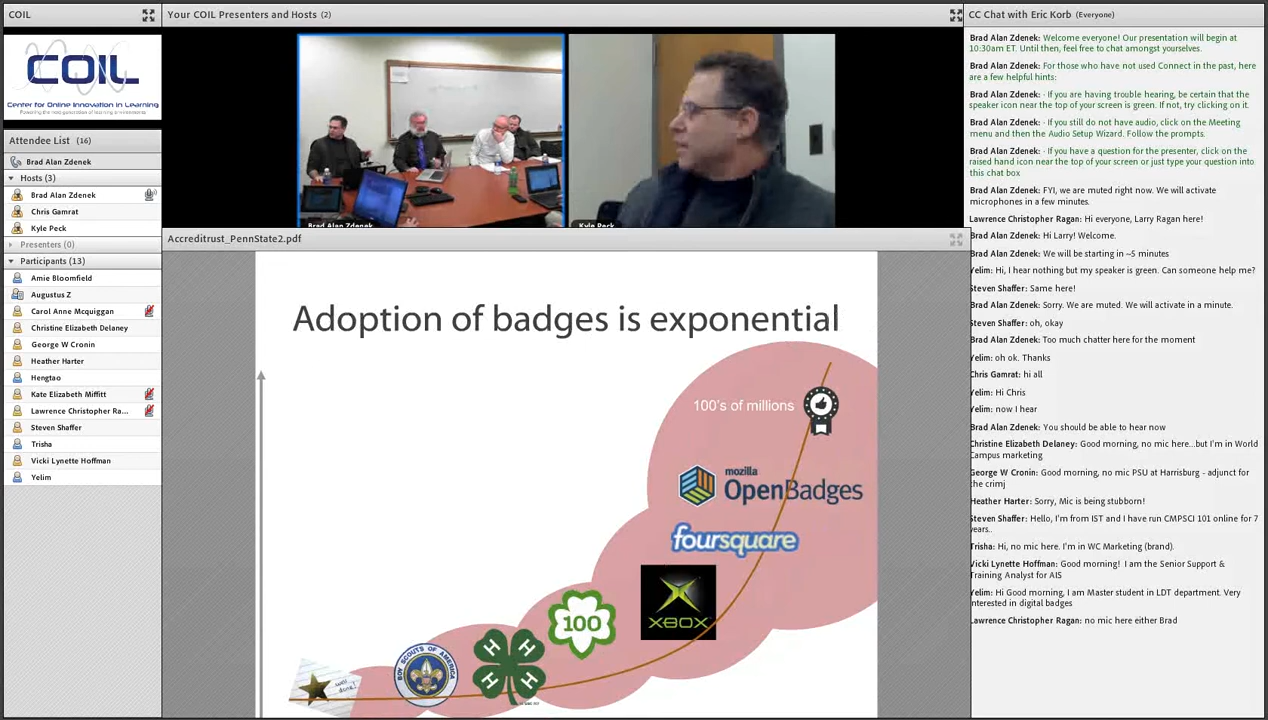 COIL
Your COIL Presenters and Hosts (2)
CC Chat with Eric Korb (Everyone)
COIL
Center for Online Innovation in Learning
Powering the next generation of learning environments
Attendee List (16)
Brad Alan Zdenek
Hosts (3)
Brad Alan Zdenek
Chris Gamrat
Kyle Peck
Presenters (0)
Participants (13)
Amie Bloomfield
Augustus Z
Carol Anne Mcquiggan
Christine Elizabeth Delaney
George W Cronin
Heather Harter
Hengtao
Kate Elizabeth Miffitt
Lawrence Christopher Ra...
Steven Shaffer
Trisha
Vicki Lynette Hoffman
Yelim
Brad Alan Zdenek
Kyle Peck
Accreditrust_PennState2.pdf
Adoption of badges is exponential
100's of millions
mozilla
OpenBadges
foursquare
XBOX
100
H H
H H
BOY SCOUTS OF AMERICA
well done!
Brad Alan Zdenek: Welcome everyone! Our presentation will begin at
10:30am ET. Until then, feel free to chat amongst yourselves.
Brad Alan Zdenek: For those who have not used Connect in the past, here
are a few helpful hints:
Brad Alan Zdenek: · If you are having trouble hearing, be certain that the
speaker icon near the top of your screen is green. If not, try clicking on it.
Brad Alan Zdenek: · If you still do not have audio, click on the Meeting
menu and then the Audio Setup Wizard. Follow the prompts.
Brad Alan Zdenek: · If you have a question for the presenter, click on the
raised hand icon near the top of your screen or just type your question into
this chat box
Brad Alan Zdenek: FYI, we are muted right now. We will activate
microphones in a few minutes.
Lawrence Christopher Ragan: Hi everyone, Larry Ragan here!
Brad Alan Zdenek: Hi Larry! Welcome.
Brad Alan Zdenek: We will be starting in ~5 minutes
Yelim: Hi, I hear nothing but my speaker is green. Can someone help me?
Steven Shaffer: Same here!
Brad Alan Zdenek: Sorry. We are muted. We will activate in a minute.
Steven Shaffer: oh, okay
Brad Alan Zdenek: Too much chatter here for the moment
Yelim: oh ok. Thanks
Chris Gamrat: hi all
Yelim: Hi Chris
Yelim: now I hear
Brad Alan Zdenek: You should be able to hear now
Christine Elizabeth Delaney: Good morning, no mic here...but I'm in World
Campus marketing
George W Cronin: Good morning, no mic PSU at Harrisburg - adjunct for
the crimj
Heather Harter: Sorry, Mic is being stubborn!
Steven Shaffer: Hello, I'm from IST and I have run CMPSCI 101 online for 7
years..
Trisha: Hi, no mic here. I'm in WC Marketing (brand).
Vicki Lynette Hoffman: Good morning! I am the Senior Support &
Training Analyst for AIS
Yelim: Hi Good morning, I am Master student in LDT department. Very
interested in digital badges
Lawrence Christopher Ragan: no mic here either Brad